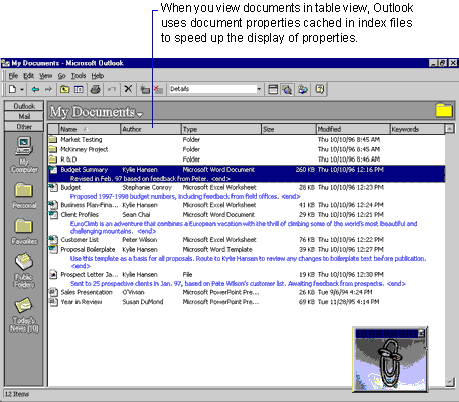 When you view documents in table view, Outlook
uses document properties cached in index files
to speed up the display of properties.
My Documents - Microsoft Outlook
File Edit View Go Tools Help
Details
Outlook
Mail
Other
My Computer
Personal
Favorites
Public Folders
Today's News (10)
My Documents
Name Author Type Size Modified Keywords
Market Testing Folder Thu 10/10/96 8:45 AM
McKinney Project Folder Thu 10/10/96 8:45 AM
R & D Folder Thu 10/10/96 8:46 AM
Budget Summary Kylie Hansen Microsoft Word Document 260 KB Thu 10/10/96 12:16 PM
Revised in Feb. 97 based on feedback from Peter. <end>
Budget Stephanie Conroy Microsoft Excel Worksheet 28 KB Thu 10/10/96 12:23 PM
Proposed 1997-1998 budget numbers, including feedback from field offices. <end>
Business Plan-Fina... Kylie Hansen Microsoft Excel Worksheet 41 KB Thu 10/10/96 12:24 PM
Client Profiles Sean Chai Microsoft Word Document 29 KB Thu 10/10/96 12:21 PM
EuroClimb is an adventure that combines a European vacation with the thrill of climbing some of the world's most beautiful and
challenging mountains. <end>
Customer List Peter Wilson Microsoft Excel Worksheet 76 KB Thu 10/10/96 12:22 PM
Proposal Boilerplate Kylie Hansen Microsoft Word Template 39 KB Thu 10/10/96 12:27 PM
Use this template as a basis for all proposals. Route to Kylie Hansen to review any changes to boilerplate text before publication.
<end>
Prospect Letter Ja... Kylie Hansen File 19 KB Thu 10/10/96 12:30 PM
Sent to 25 prospective clients in Jan. 97, based on Pete Wilson's customer list. Awaiting feedback from prospects. <end>
Sales Presentation O'Vivian Microsoft PowerPoint Pre... 26 KB Tue 9/6/94 4:24 PM
Year in Review Susan DuMond Microsoft PowerPoint Pre... 69 KB Tue 11/28/95 4:14 PM
12 Items